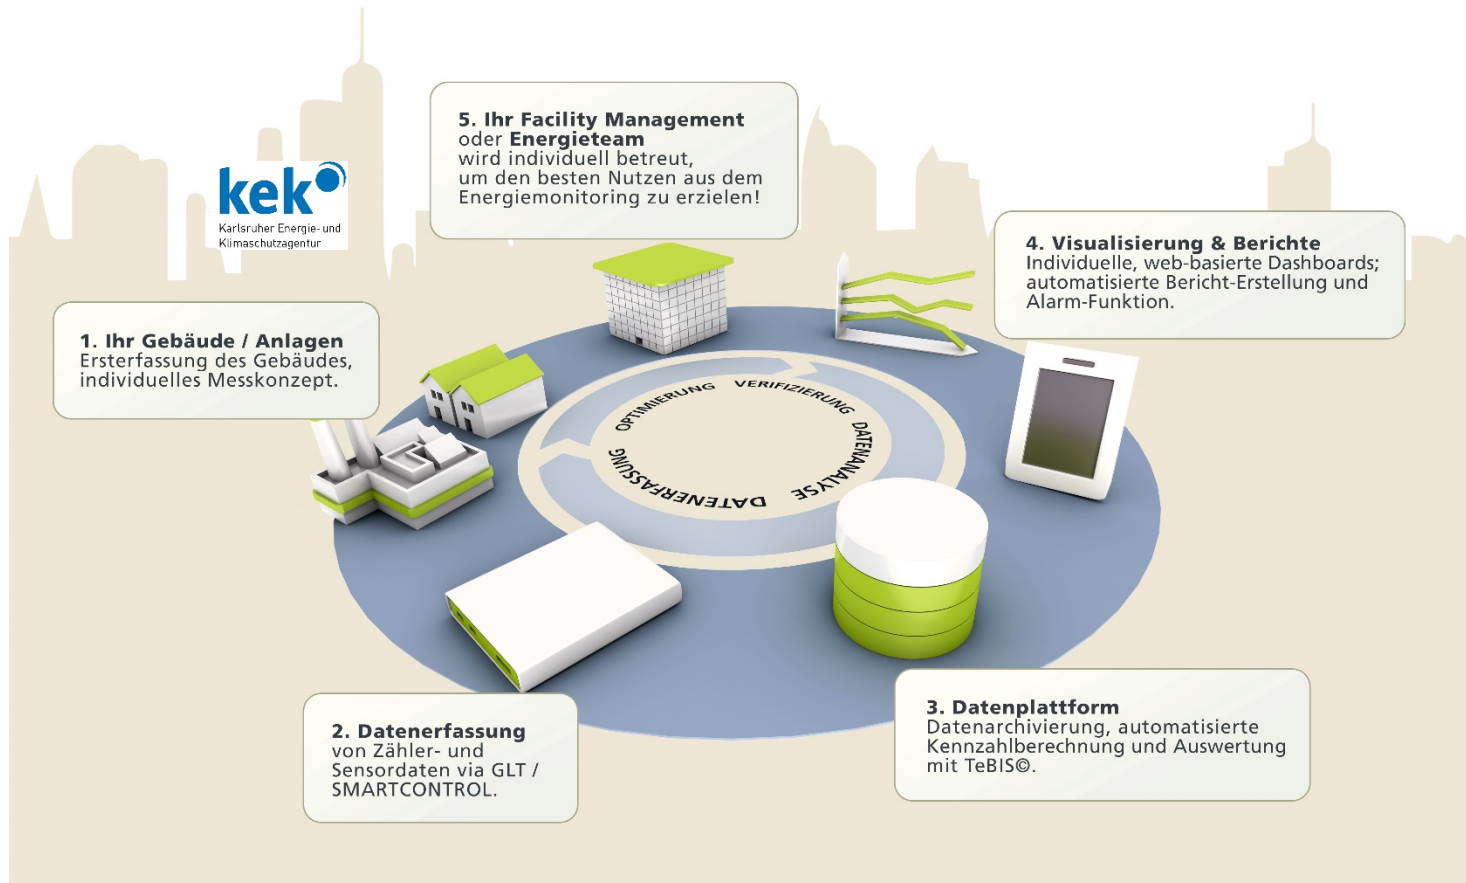 kek
Karlsruher Energie- und
Klimaschutzagentur
1. Ihr Gebäude / Anlagen
Ersterfassung des Gebäudes,
individuelles Messkonzept.
2. Datenerfassung
von Zähler- und
Sensordaten via GLT /
SMARTCONTROL.
3. Datenplattform
Datenarchivierung, automatisierte
Kennzahlberechnung und Auswertung
mit TeBIS©.
4. Visualisierung & Berichte
Individuelle, web-basierte Dashboards;
automatisierte Bericht-Erstellung und
Alarm-Funktion.
5. Ihr Facility Management
oder Energieteam
wird individuell betreut,
um den besten Nutzen aus dem
Energiemonitoring zu erzielen!
OPTIMIERUNG
VERIFIZIERUNG
DATENANALYSE
DATENERFASSUNG